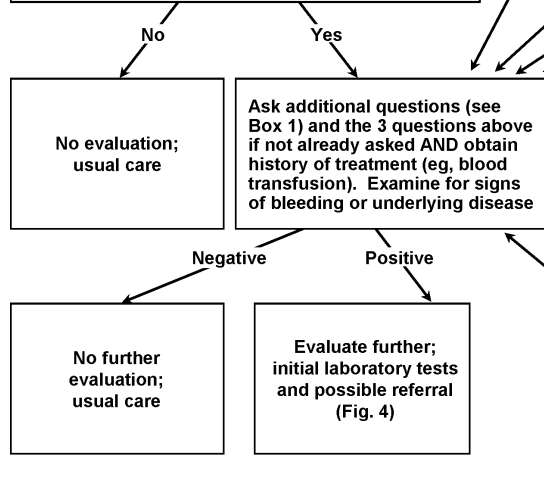 No
Yes
No evaluation;
usual care
Ask additional questions (see
Box 1) and the 3 questions above
if not already asked AND obtain
history of treatment (eg, blood
transfusion).  Examine for signs
of bleeding or underlying disease
Negative
Positive
No further
evaluation;
usual care
Evaluate further;
initial laboratory tests
and possible referral
(Fig. 4)